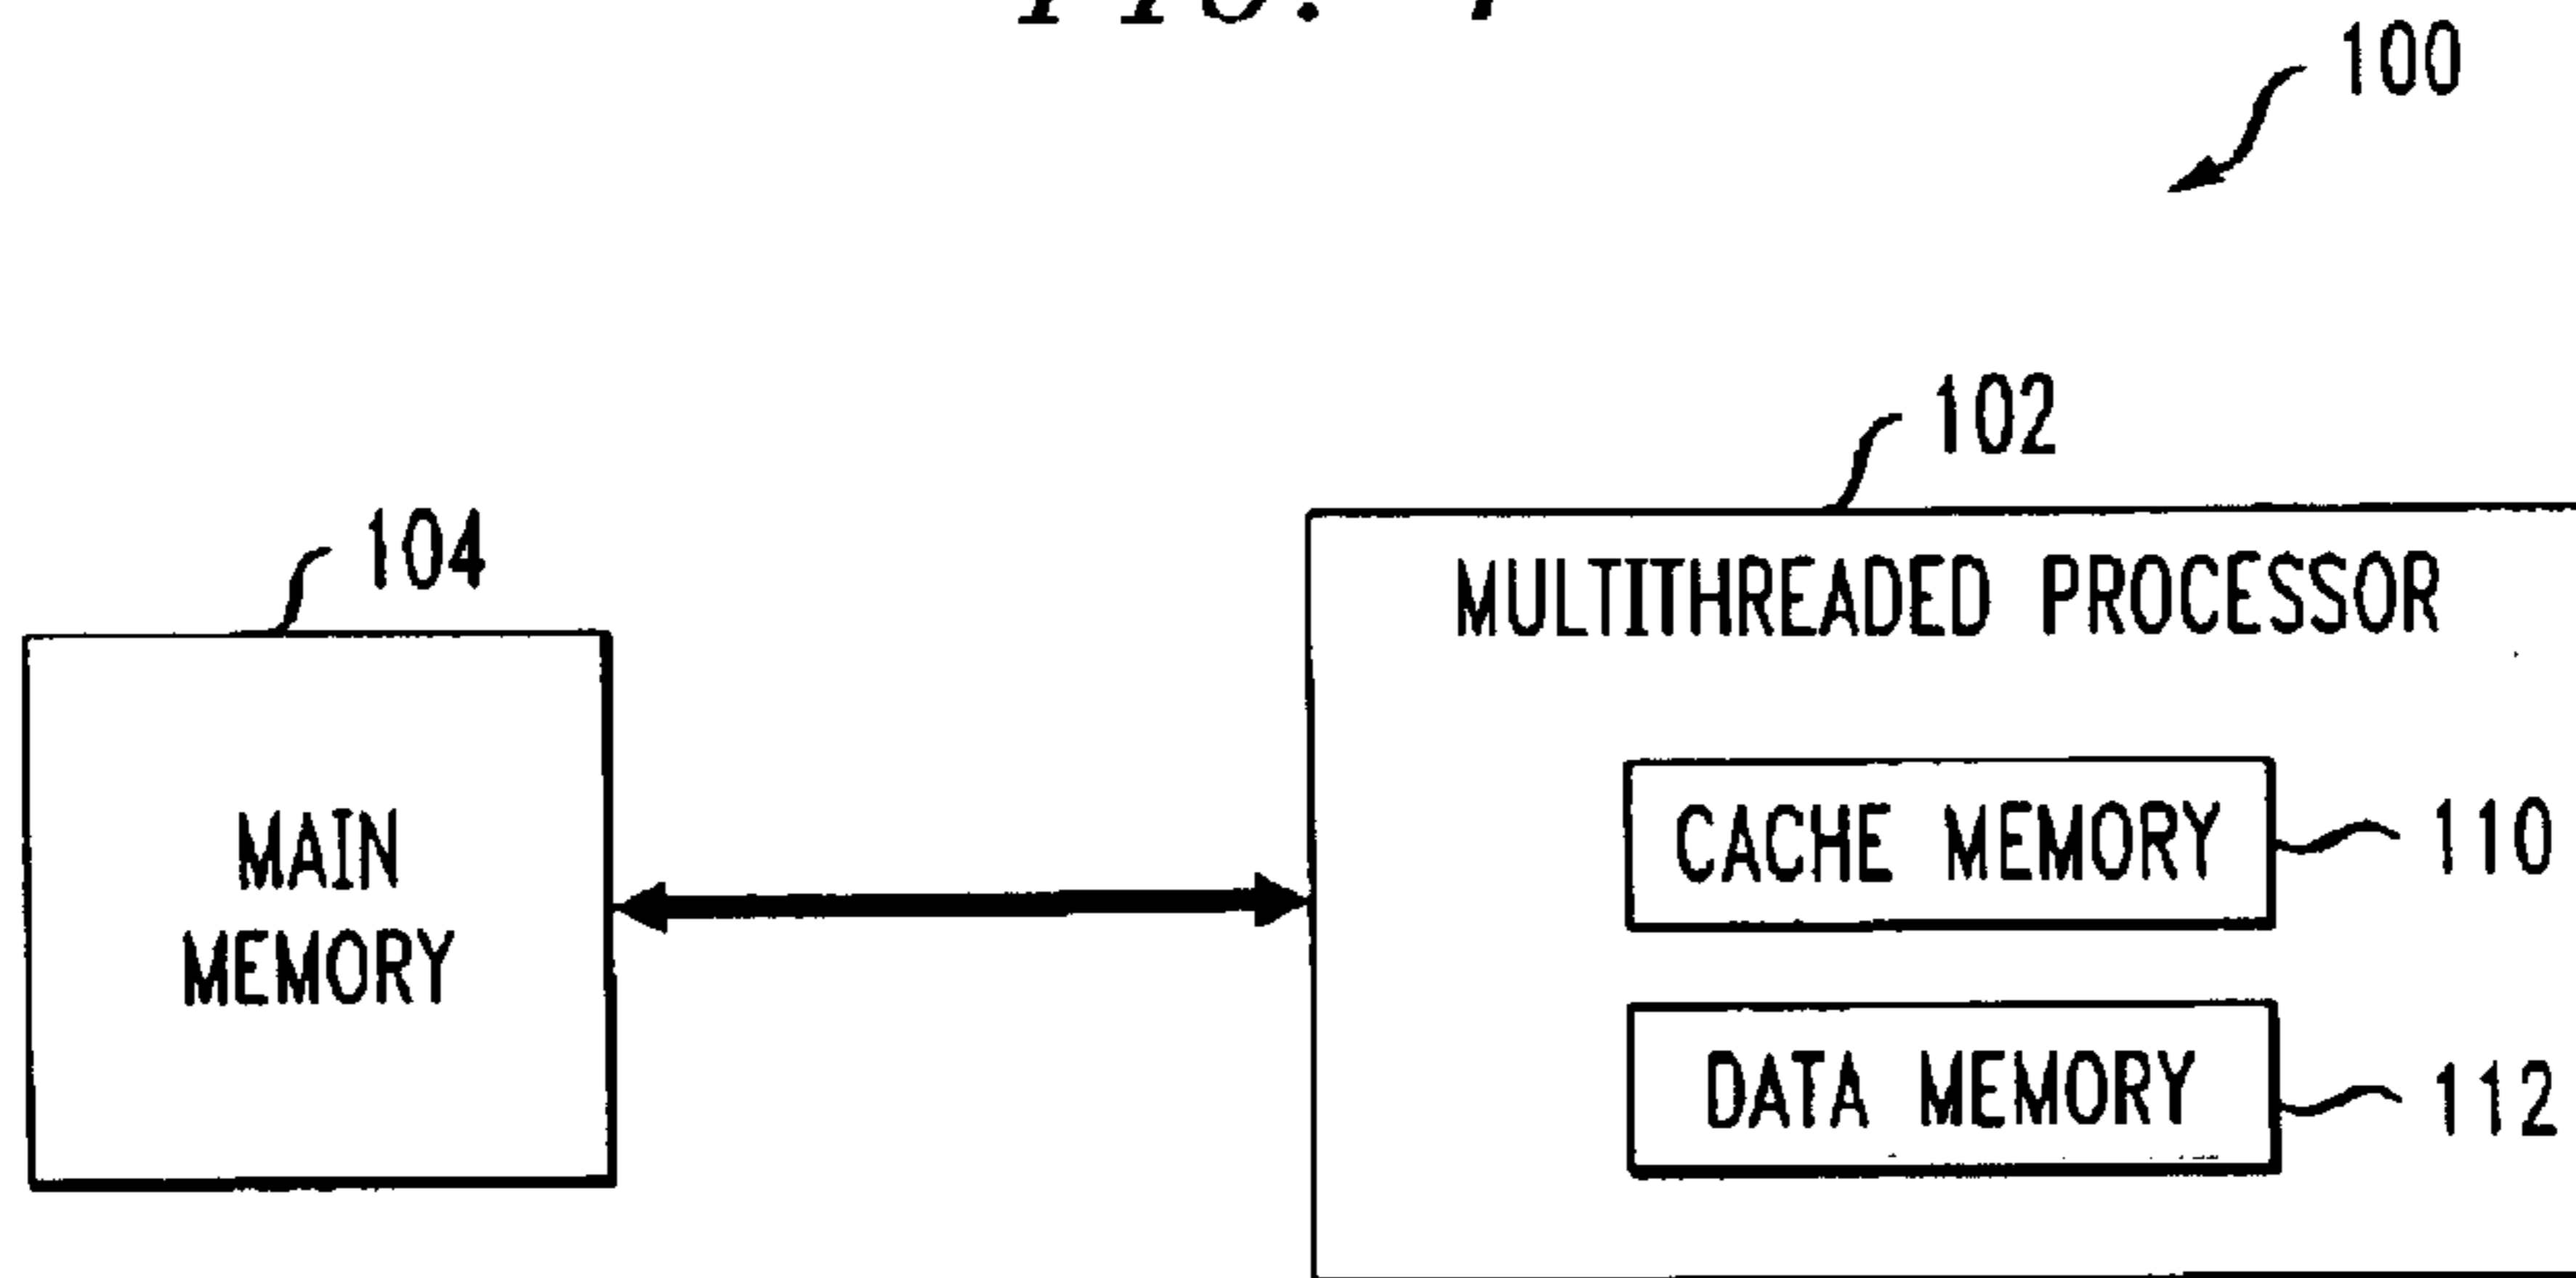 100
102
104
MULTITHREADED PROCESSOR
MAIN
MEMORY
CACHE MEMORY
110
DATA MEMORY
112